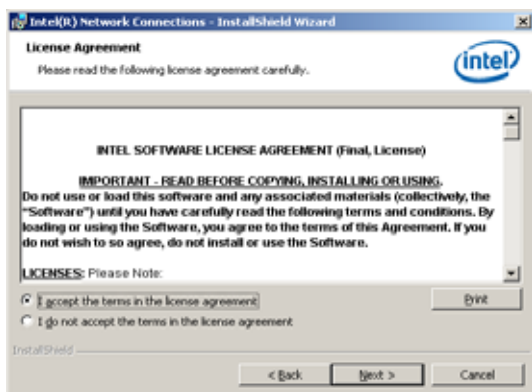 Intel(R) Network Connections - InstallShield Wizard
License Agreement
Please read the following license agreement carefully.
intel
INTEL SOFTWARE LICENSE AGREEMENT (Final, License)
IMPORTANT - READ BEFORE COPYING, INSTALLING OR USING.
Do not use or load this software and any associated materials (collectively, the
"Software") until you have carefully read the following terms and conditions. By
loading or using the Software, you agree to the terms of this Agreement. If you
do not wish to so agree, do not install or use the Software.
LICENSES: Please Note:
I accept the terms in the license agreement
Print
I do not accept the terms in the license agreement
InstallShield
< Back
Next >
Cancel